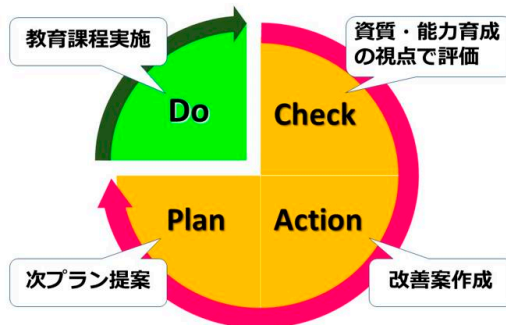 教育課程実施
資質・能力育成
の視点で評価
Do
Check
Plan
Action
次プラン提案
改善案作成